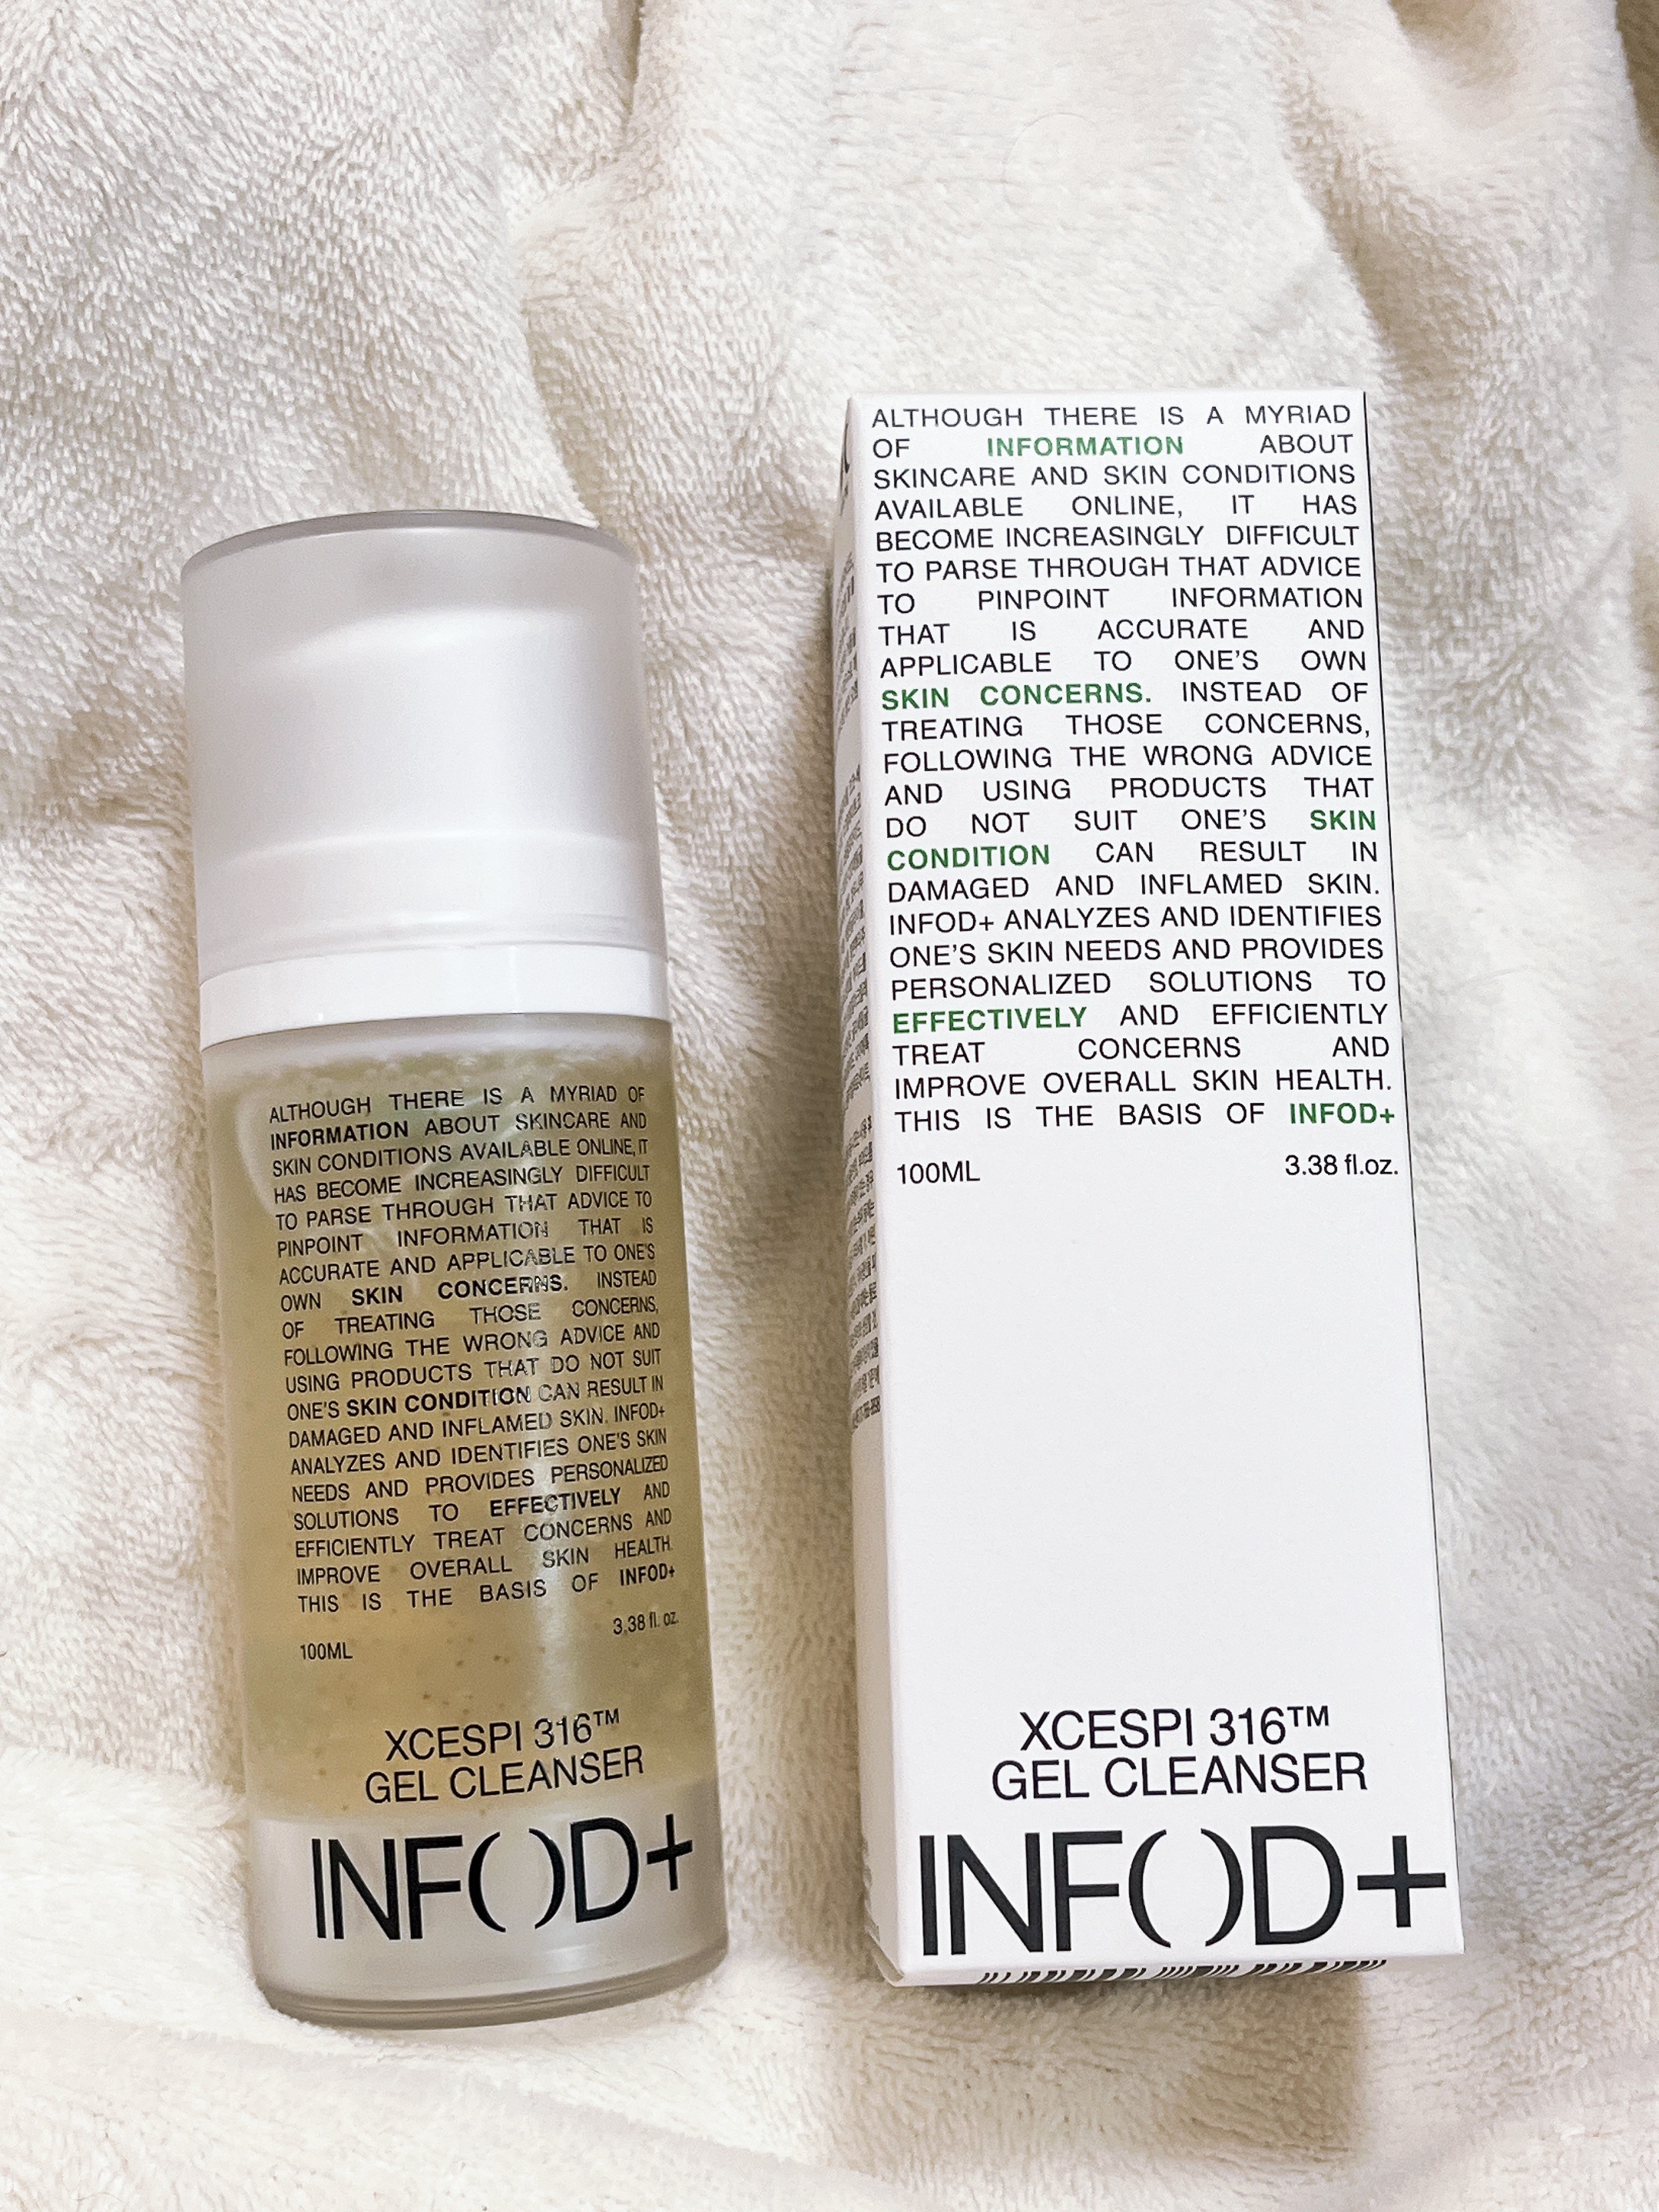 ALTHOUGH THERE IS A MYRIAD OF
INFORMATION ABOUT SKINCARE AND
SKIN CONDITIONS AVAILABLE ONLINE, IT
HAS BECOME INCREASINGLY DIFFICULT
TO PARSE THROUGH THAT ADVICE TO
PINPOINT INFORMATION THAT IS
ACCURATE AND APPLICABLE TO ONE'S
OWN SKIN CONCERNS. INSTEAD
OF TREATING THOSE CONCERNS,
FOLLOWING THE WRONG ADVICE AND
USING PRODUCTS THAT DO NOT SUIT
ONE'S SKIN CONDITION CAN RESULT IN
DAMAGED AND INFLAMED SKIN. INFOD+
ANALYZES AND IDENTIFIES ONE'S SKIN
NEEDS AND PROVIDES PERSONALIZED
SOLUTIONS TO EFFECTIVELY AND
EFFICIENTLY TREAT CONCERNS AND
IMPROVE OVERALL SKIN HEALTH.
THIS IS THE BASIS OF INFOD+
100ML 3.38 fl. oz.
XCESPI 316™
GEL CLEANSER
INF( )D+
ALTHOUGH THERE IS A MYRIAD
OF INFORMATION ABOUT
SKINCARE AND SKIN CONDITIONS
AVAILABLE ONLINE, IT HAS
BECOME INCREASINGLY DIFFICULT
TO PARSE THROUGH THAT ADVICE
TO PINPOINT INFORMATION
THAT IS ACCURATE AND
APPLICABLE TO ONE'S OWN
SKIN CONCERNS. INSTEAD OF
TREATING THOSE CONCERNS,
FOLLOWING THE WRONG ADVICE
AND USING PRODUCTS THAT
DO NOT SUIT ONE'S SKIN
CONDITION CAN RESULT IN
DAMAGED AND INFLAMED SKIN.
INFOD+ ANALYZES AND IDENTIFIES
ONE'S SKIN NEEDS AND PROVIDES
PERSONALIZED SOLUTIONS TO
EFFECTIVELY AND EFFICIENTLY
TREAT CONCERNS AND
IMPROVE OVERALL SKIN HEALTH.
THIS IS THE BASIS OF INFOD+
100ML 3.38 fl.oz.
XCESPI 316™
GEL CLEANSER
INF( )D+